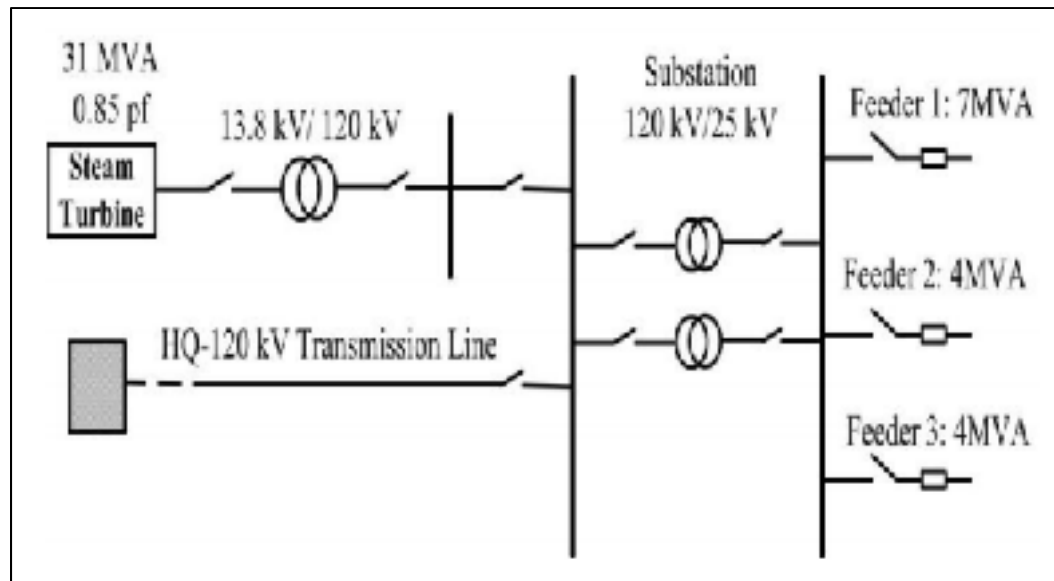 31 MVA
0.85 pf
Steam
Turbine
13.8 kV/ 120 kV
Substation
120 kV/25 kV
Feeder 1: 7MVA
Feeder 2: 4MVA
HQ-120 kV Transmission Line
Feeder 3: 4MVA